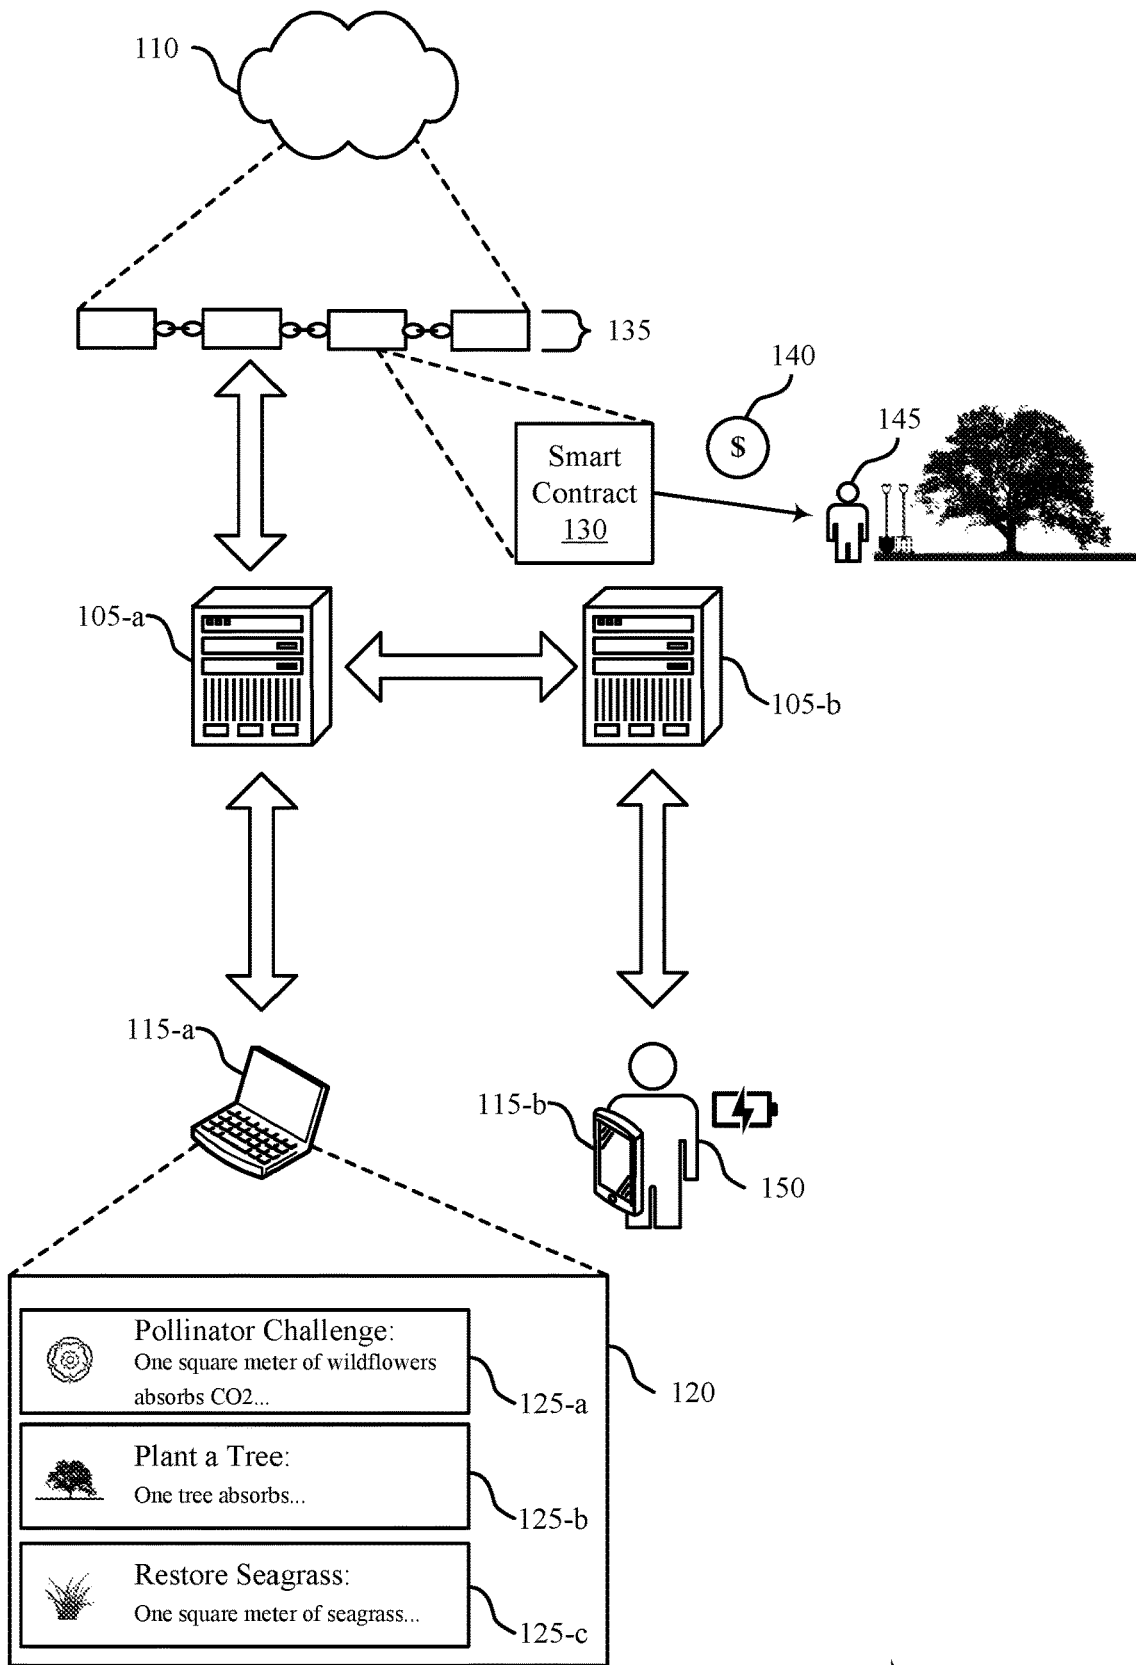 110
135
140
145
$
Smart
Contract
130
105-a
105-b
115-a
115-b
150
Pollinator Challenge:
One square meter of wildflowers
absorbs CO2...
125-a
120
Plant a Tree:
One tree absorbs...
125-b
Restore Seagrass:
One square meter of seagrass...
125-c